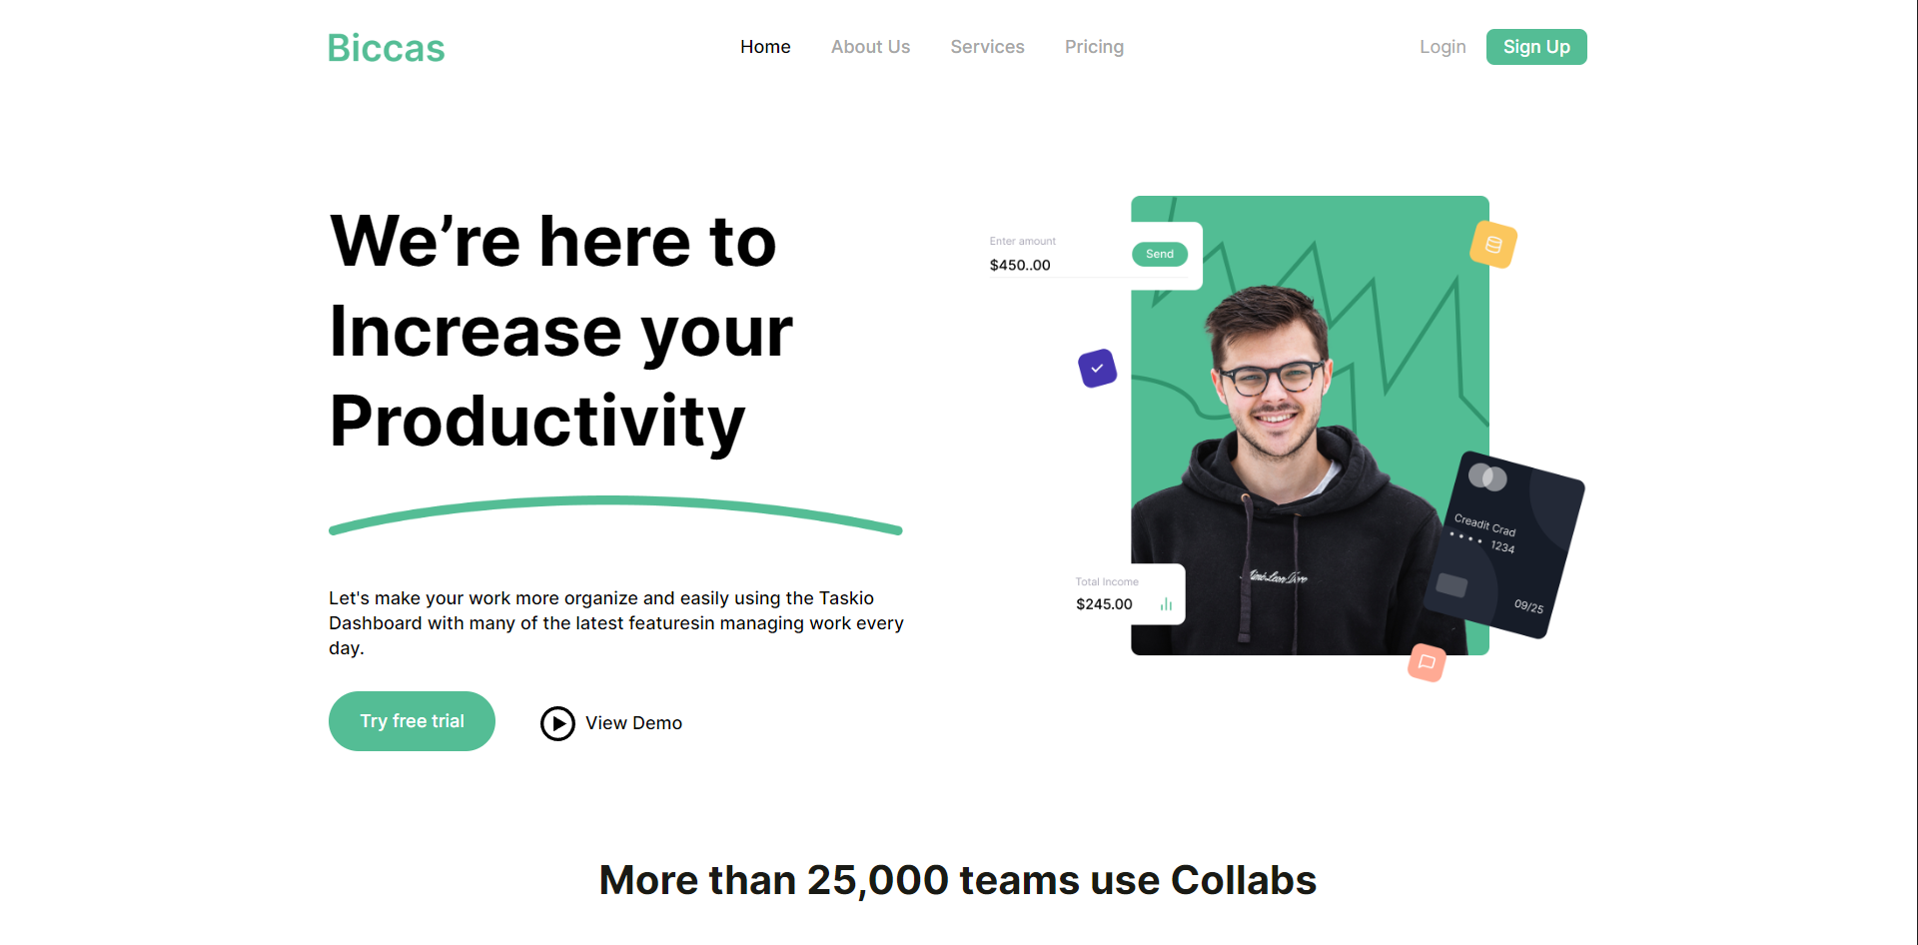 Biccas
Home
About Us
Services
Pricing
Login
Sign Up
We’re here to
Increase your
Productivity
Let's make your work more organize and easily using the Taskio
Dashboard with many of the latest featuresin managing work every
day.
Try free trial
View Demo
Enter amount
$450..00
Send
Creadit Crad
1234
09/25
Total Income
$245.00
More than 25,000 teams use Collabs